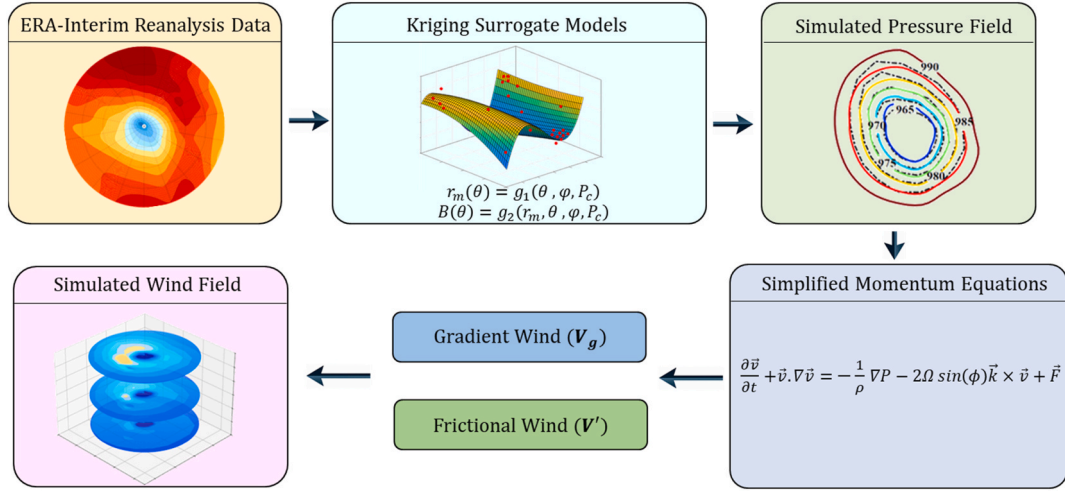 ERA-Interim Reanalysis Data
Kriging Surrogate Models
r_m(θ) = g_1(θ , φ, P_c)
B(θ) = g_2(r_m, θ , φ, P_c)
Simulated Pressure Field
990
965
970
985
975
980
Simulated Wind Field
Gradient Wind (V_g)
Frictional Wind (V')
Simplified Momentum Equations
∂v⃗/∂t + v⃗.∇v⃗ = −1/ρ ∇P − 2Ω sin(ϕ)k⃗ × v⃗ + F⃗